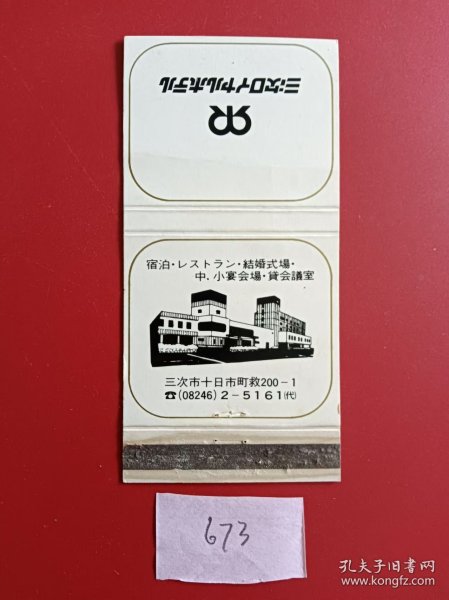 三次ロイヤルホテル
R
宿泊・レストラン・結婚式場・
中、小宴会場・貸会議室
三次市十日市町救200-1
☎(08246)2-5161(代)
673
孔夫子旧书网
www.kongfz.com